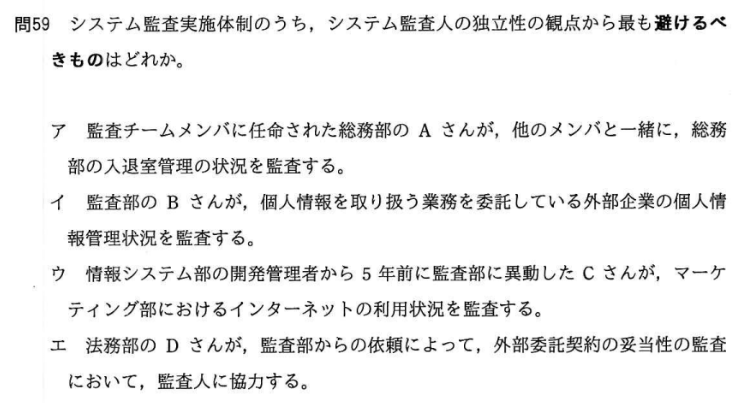 問59 システム監査実施体制のうち，システム監査人の独立性の観点から最も避けるべ
きものはどれか。
ア 監査チームメンバに任命された総務部の A さんが，他のメンバと一緒に，総務
部の入退室管理の状況を監査する。
イ 監査部の B さんが，個人情報を取り扱う業務を委託している外部企業の個人情
報管理状況を監査する。
ウ 情報システム部の開発管理者から 5 年前に監査部に異動した C さんが，マーケ
ティング部におけるインターネットの利用状況を監査する。
エ 法務部の D さんが，監査部からの依頼によって，外部委託契約の妥当性の監査
において，監査人に協力する。